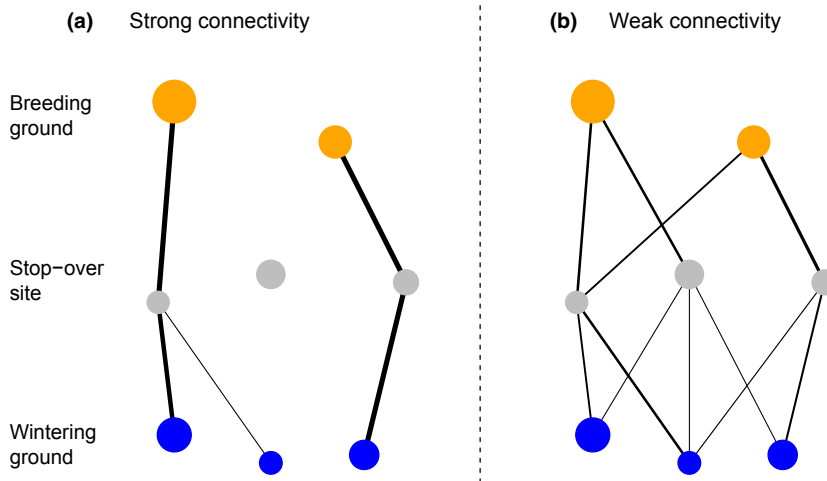 (a) Strong connectivity
(b) Weak connectivity
Breeding
ground
Stop−over
site
Wintering
ground